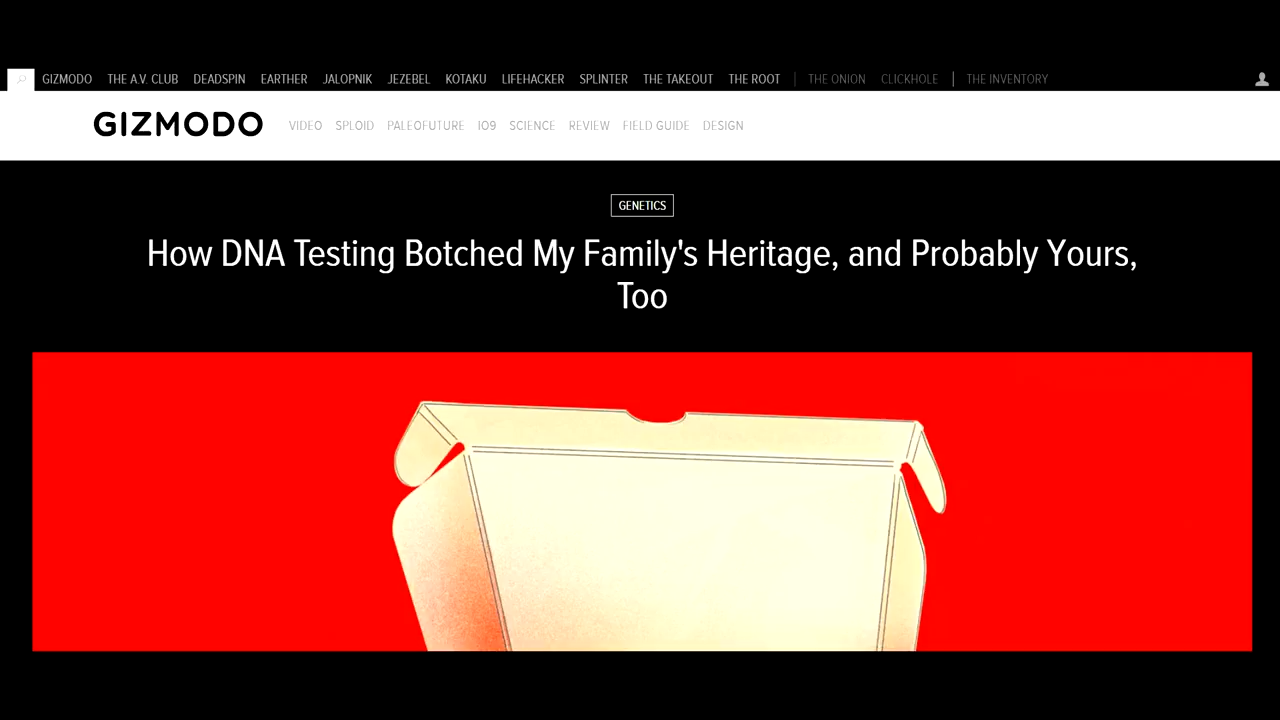 GIZMODO THE A.V. CLUB DEADSPIN EARTHER JALOPNIK JEZEBEL KOTAKU LIFEHACKER SPLINTER THE TAKEOUT THE ROOT THE ONION CLICKHOLE THE INVENTORY
GIZMODO VIDEO SPLOID PALEOFUTURE IO9 SCIENCE REVIEW FIELD GUIDE DESIGN
GENETICS
How DNA Testing Botched My Family's Heritage, and Probably Yours,
Too